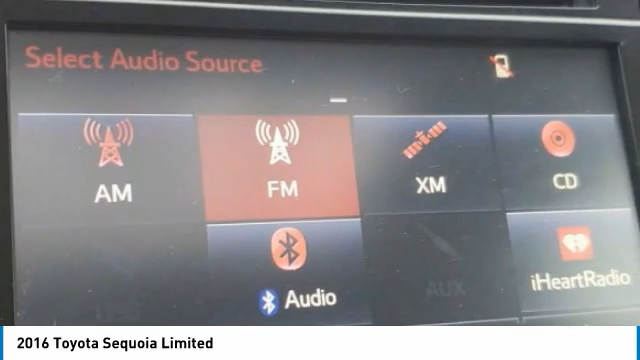 Select Audio Source
AM
FM
XM
CD
Audio
AUX
iHeartRadio
2016 Toyota Sequoia Limited